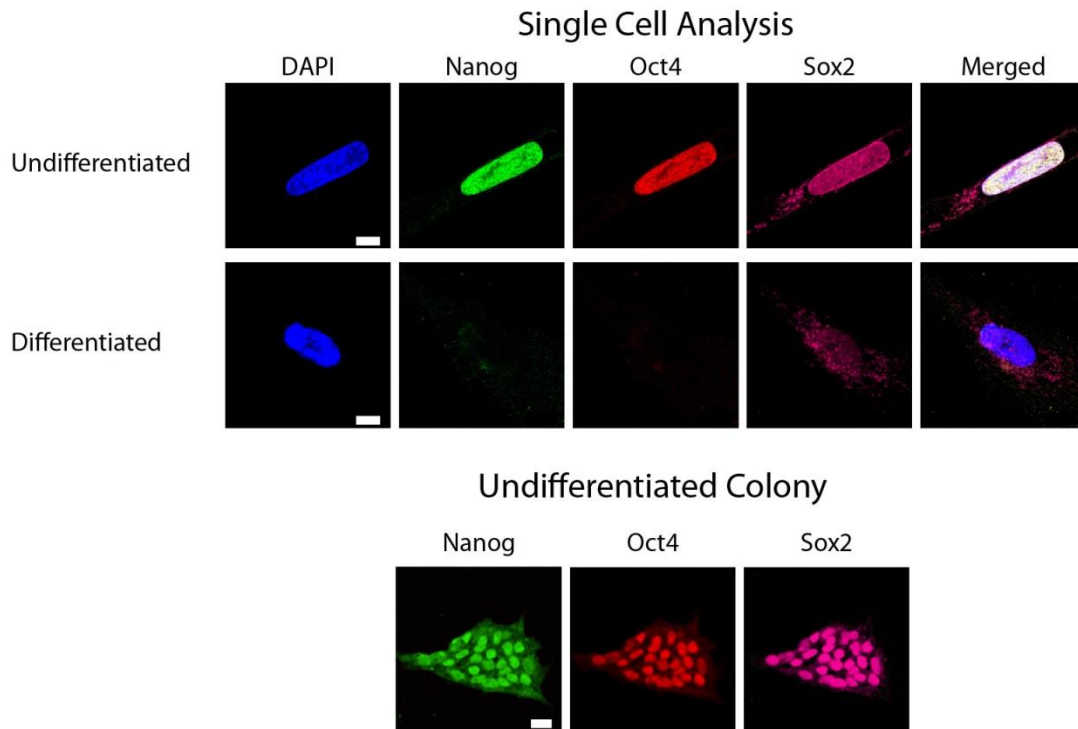 Single Cell Analysis
DAPI Nanog Oct4 Sox2 Merged
Undifferentiated
Differentiated
Undifferentiated Colony
Nanog Oct4 Sox2